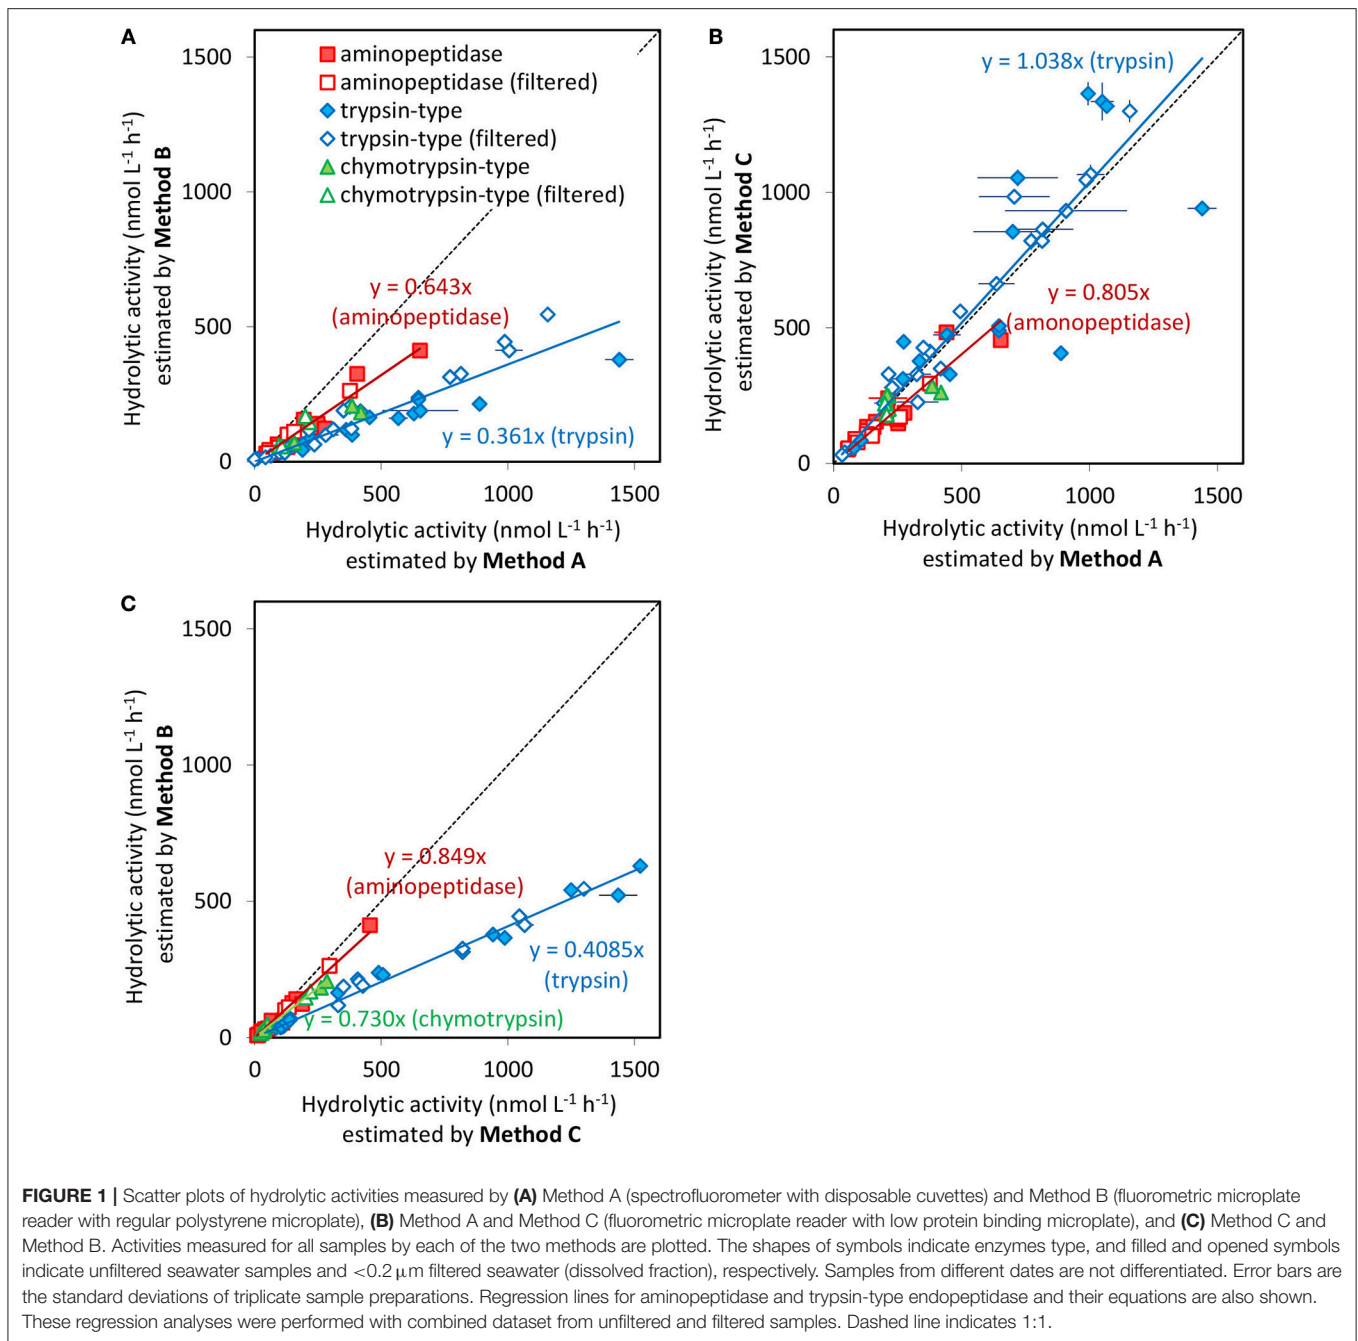 A
1500
1000
500
0
0
500
1000
1500
Hydrolytic activity (nmol L-1 h-1)
estimated by Method B
aminopeptidase
aminopeptidase (filtered)
trypsin-type
trypsin-type (filtered)
chymotrypsin-type
chymotrypsin-type (filtered)
y = 0.643x
(aminopeptidase)
y = 0.361x (trypsin)
Hydrolytic activity (nmol L-1 h-1)
estimated by Method A
B
1500
1000
500
0
0
500
1000
1500
Hydrolytic activity (nmol L-1 h-1)
estimated by Method C
y = 1.038x (trypsin)
y = 0.805x
(amonopeptidase)
Hydrolytic activity (nmol L-1 h-1)
estimated by Method A
C
1500
1000
500
0
0
500
1000
1500
Hydrolytic activity (nmol L-1 h-1)
estimated by Method B
y = 0.849x
(aminopeptidase)
y = 0.4085x
(trypsin)
y = 0.730x (chymotrypsin)
Hydrolytic activity (nmol L-1 h-1)
estimated by Method C
FIGURE 1 | Scatter plots of hydrolytic activities measured by (A) Method A (spectrofluorometer with disposable cuvettes) and Method B (fluorometric microplate
reader with regular polystyrene microplate), (B) Method A and Method C (fluorometric microplate reader with low protein binding microplate), and (C) Method C and
Method B. Activities measured for all samples by each of the two methods are plotted. The shapes of symbols indicate enzymes type, and filled and opened symbols
indicate unfiltered seawater samples and <0.2 μm filtered seawater (dissolved fraction), respectively. Samples from different dates are not differentiated. Error bars are
the standard deviations of triplicate sample preparations. Regression lines for aminopeptidase and trypsin-type endopeptidase and their equations are also shown.
These regression analyses were performed with combined dataset from unfiltered and filtered samples. Dashed line indicates 1:1.